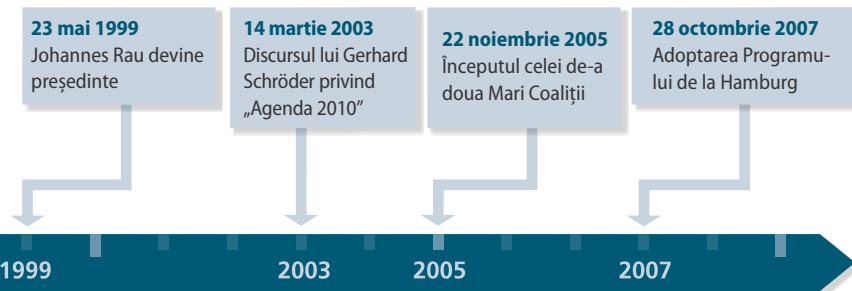 23 mai 1999
Johannes Rau devine
președinte
14 martie 2003
Discursul lui Gerhard
Schröder privind
„Agenda 2010”
22 noiembrie 2005
Începutul celei de-a
doua Mari Coaliții
28 octombrie 2007
Adoptarea Programu-
lui de la Hamburg
1999
2003
2005
2007